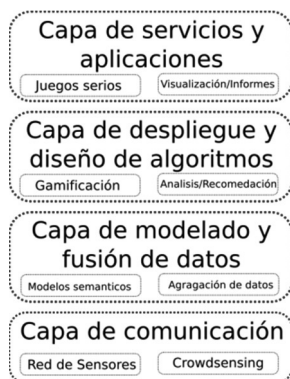 Capa de servicios y
aplicaciones
Juegos serios
Visualización/Informes
Capa de despliegue y
diseño de algoritmos
Gamificación
Analisis/Recomedación
Capa de modelado y
fusión de datos
Modelos semanticos
Agragación de datos
Capa de comunicación
Red de Sensores
Crowdsensing